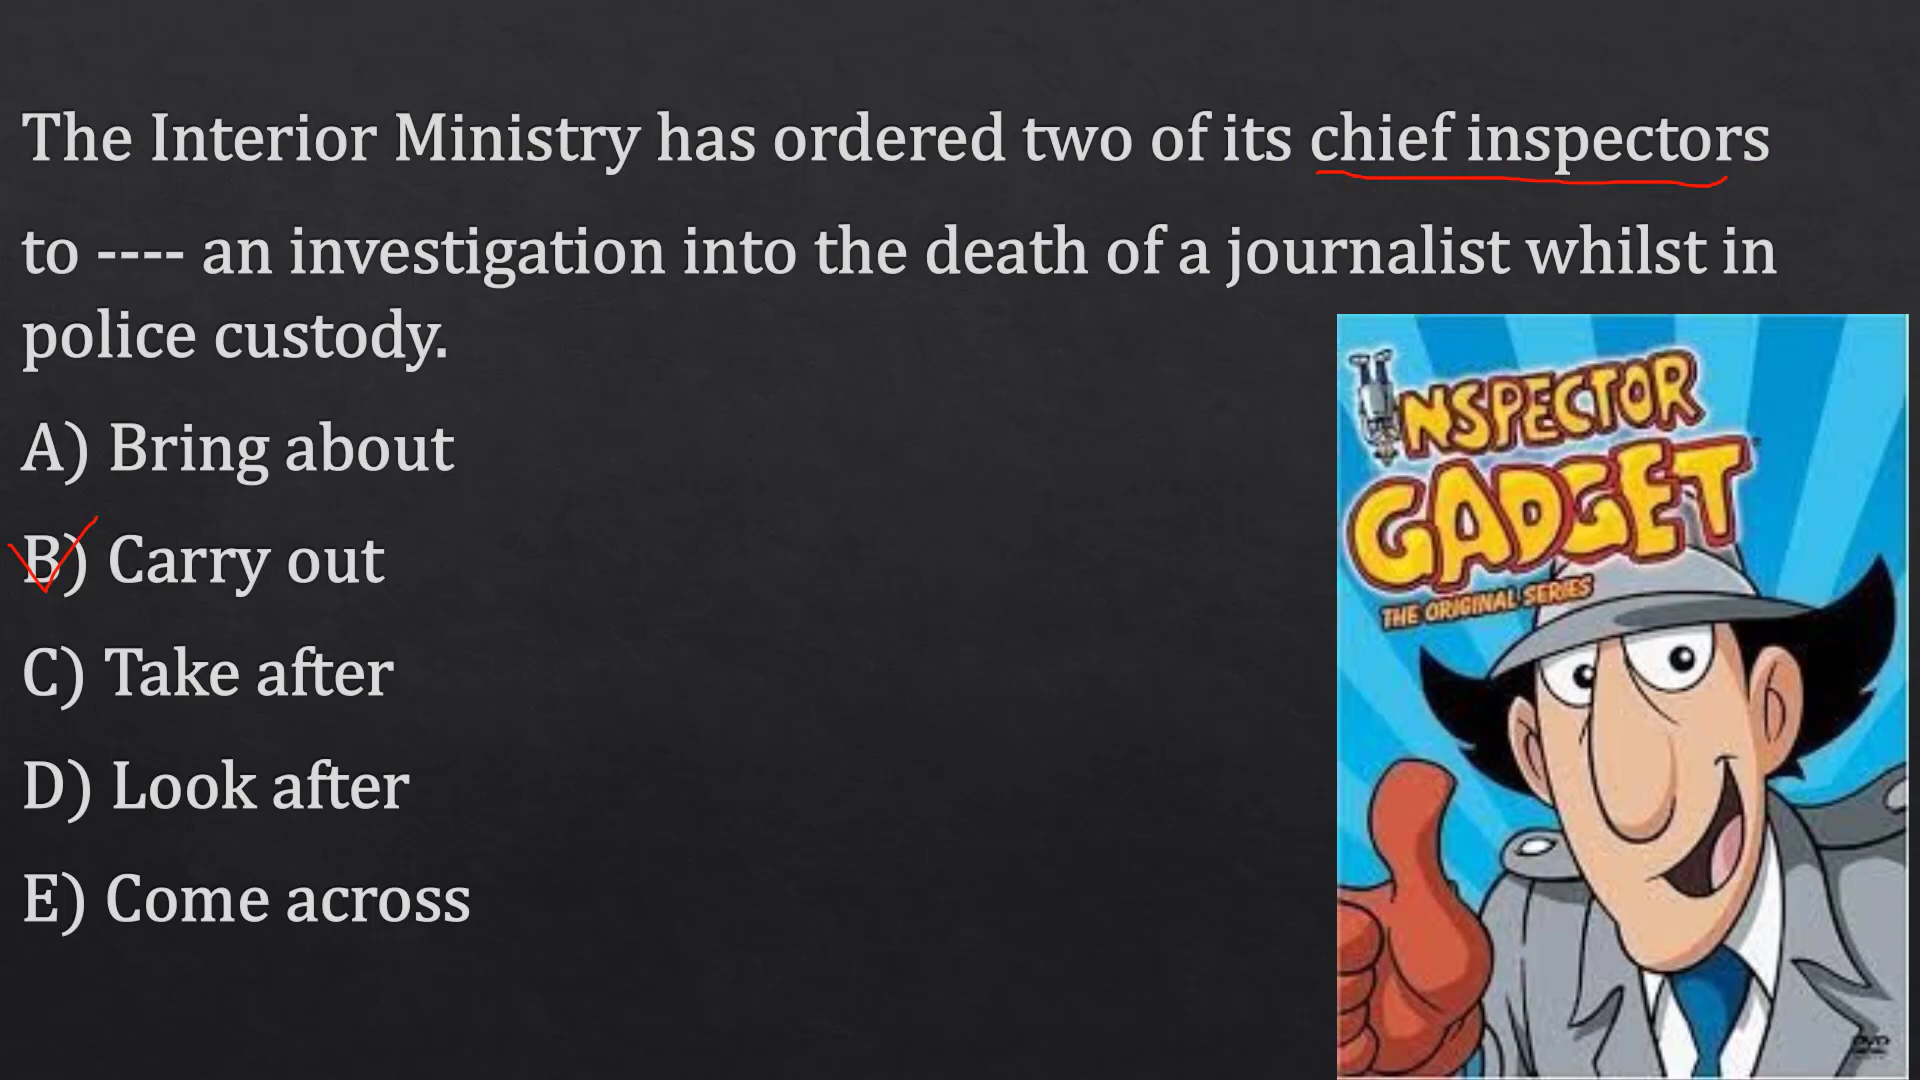 The Interior Ministry has ordered two of its chief inspectors
to ---- an investigation into the death of a journalist whilst in
police custody.
A) Bring about
B) Carry out
C) Take after
D) Look after
E) Come across
INSPECTOR
GADGET
THE ORIGINAL SERIES
DVD